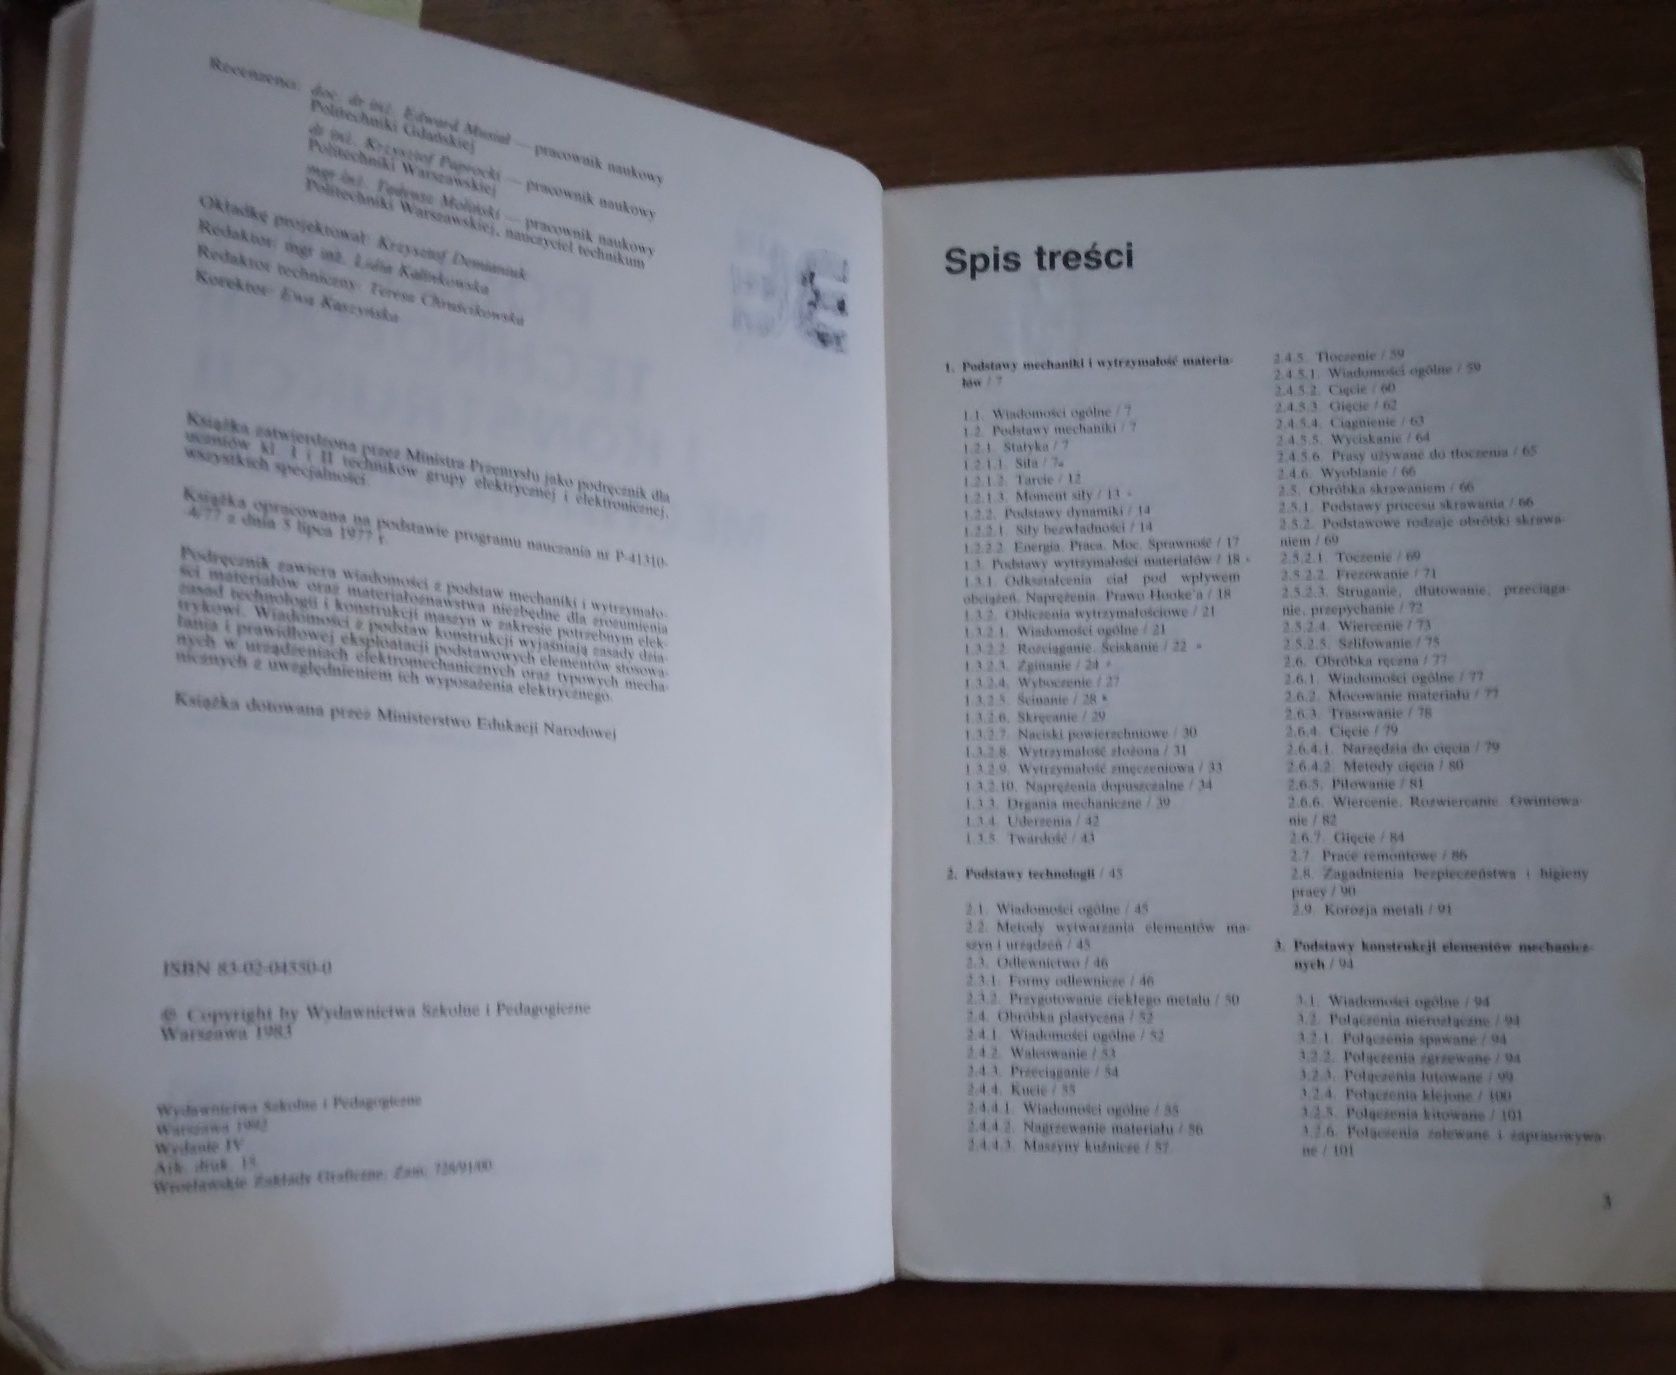 Recenzenci: doc. dr inż. Edward Musiał — pracownik naukowy
Politechniki Gdańskiej
dr inż. Krzysztof Paprocki — pracownik naukowy
Politechniki Warszawskiej
mgr inż. Tadeusz Moliński — pracownik naukowy
Politechniki Warszawskiej, nauczyciel technikum
Okładkę projektował: Krzysztof Demianiuk
Redaktor: mgr inż. Lidia Kalinkowska
Redaktor techniczny: Teresa Chruścikowska
Korektor: Ewa Kaszyńska
Książka zatwierdzona przez Ministra Przemysłu jako podręcznik dla
uczniów kl. I i II techników grupy elektrycznej i elektronicznej,
wszystkich specjalności.
Książka opracowana na podstawie programu nauczania nr P-41310-
-4/77 z dnia 5 lipca 1977 r.
Podręcznik zawiera wiadomości z podstaw mechaniki i wytrzymało-
ści materiałów oraz materiałoznawstwa niezbędne dla zrozumienia
zasad technologii i konstrukcji maszyn w zakresie potrzebnym elek-
trykowi. Wiadomości z podstaw konstrukcji wyjaśniają zasady dzia-
łania i prawidłowej eksploatacji podstawowych elementów stosowa-
nych w urządzeniach elektromechanicznych oraz typowych mecha-
nicznych z uwzględnieniem ich wyposażenia elektrycznego.
Książka dotowana przez Ministerstwo Edukacji Narodowej
ISBN 83-02-04550-0
© Copyright by Wydawnictwa Szkolne i Pedagogiczne
Warszawa 1983
Wydawnictwa Szkolne i Pedagogiczne
Warszawa 1992
Wydanie IV
Ark. druk. 15
Wrocławskie Zakłady Graficzne. Zam. 728/91/00
Spis treści
1. Podstawy mechaniki i wytrzymałość materia-
łów / 7
1.1. Wiadomości ogólne / 7
1.2. Podstawy mechaniki / 7
1.2.1. Statyka / 7
1.2.1.1. Siła / 7
1.2.1.2. Tarcie / 12
1.2.1.3. Moment siły / 13
1.2.2. Podstawy dynamiki / 14
1.2.2.1. Siły bezwładności / 14
1.2.2.2. Energia. Praca. Moc. Sprawność / 17
1.3. Podstawy wytrzymałości materiałów / 18
1.3.1. Odkształcenia ciał pod wpływem
obciążeń. Naprężenia. Prawo Hooke'a / 18
1.3.2. Obliczenia wytrzymałościowe / 21
1.3.2.1. Wiadomości ogólne / 21
1.3.2.2. Rozciąganie. Ściskanie / 22
1.3.2.3. Zginanie / 24
1.3.2.4. Wyboczenie / 27
1.3.2.5. Ścinanie / 28
1.3.2.6. Skręcanie / 29
1.3.2.7. Naciski powierzchniowe / 30
1.3.2.8. Wytrzymałość złożona / 31
1.3.2.9. Wytrzymałość zmęczeniowa / 33
1.3.2.10. Naprężenia dopuszczalne / 34
1.3.3. Drgania mechaniczne / 39
1.3.4. Uderzenia / 42
1.3.5. Twardość / 43
2. Podstawy technologii / 45
2.1. Wiadomości ogólne / 45
2.2. Metody wytwarzania elementów ma-
szyn i urządzeń / 45
2.3. Odlewnictwo / 46
2.3.1. Formy odlewnicze / 46
2.3.2. Przygotowanie ciekłego metalu / 50
2.4. Obróbka plastyczna / 52
2.4.1. Wiadomości ogólne / 52
2.4.2. Walcowanie / 53
2.4.3. Przeciąganie / 54
2.4.4. Kucie / 55
2.4.4.1. Wiadomości ogólne / 55
2.4.4.2. Nagrzewanie materiału / 56
2.4.4.3. Maszyny kuźnicze / 57
2.4.5. Tłoczenie / 59
2.4.5.1. Wiadomości ogólne / 59
2.4.5.2. Cięcie / 60
2.4.5.3. Gięcie / 62
2.4.5.4. Ciągnienie / 63
2.4.5.5. Wyciskanie / 64
2.4.5.6. Prasy używane do tłoczenia / 65
2.4.6. Wyoblanie / 66
2.5. Obróbka skrawaniem / 66
2.5.1. Podstawy procesu skrawania / 66
2.5.2. Podstawowe rodzaje obróbki skrawa-
niem / 69
2.5.2.1. Toczenie / 69
2.5.2.2. Frezowanie / 71
2.5.2.3. Struganie, dłutowanie, przeciąga-
nie, przepychanie / 72
2.5.2.4. Wiercenie / 73
2.5.2.5. Szlifowanie / 75
2.6. Obróbka ręczna / 77
2.6.1. Wiadomości ogólne / 77
2.6.2. Mocowanie materiału / 77
2.6.3. Trasowanie / 78
2.6.4. Cięcie / 79
2.6.4.1. Narzędzia do cięcia / 79
2.6.4.2. Metody cięcia / 80
2.6.5. Piłowanie / 81
2.6.6. Wiercenie. Rozwiercanie. Gwintowa-
nie / 82
2.6.7. Gięcie / 84
2.7. Prace remontowe / 86
2.8. Zagadnienia bezpieczeństwa i higieny
pracy / 90
2.9. Korozja metali / 91
3. Podstawy konstrukcji elementów mechanicz-
nych / 94
3.1. Wiadomości ogólne / 94
3.2. Połączenia nierozłączne / 94
3.2.1. Połączenia spawane / 94
3.2.2. Połączenia zgrzewane / 98
3.2.3. Połączenia lutowane / 99
3.2.4. Połączenia klejone / 100
3.2.5. Połączenia kitowane / 101
3.2.6. Połączenia zalewane i zaprasowywa-
ne / 101
3